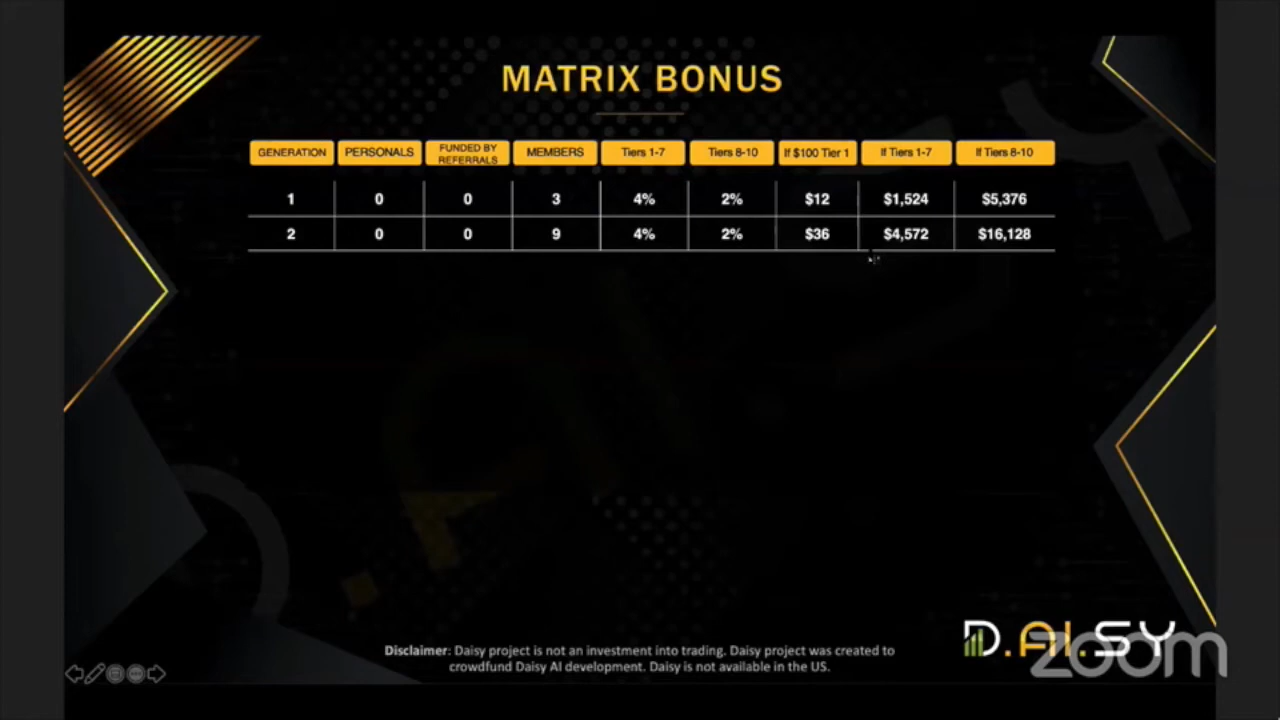 MATRIX BONUS
GENERATION PERSONALS FUNDED BY REFERRALS MEMBERS Tiers 1-7 Tiers 8-10 If $100 Tier 1 If Tiers 1-7 If Tiers 8-10
1 0 0 3 4% 2% $12 $1,524 $5,376
2 0 0 9 4% 2% $36 $4,572 $16,128
Disclaimer: Daisy project is not an investment into trading. Daisy project was created to
crowdfund Daisy AI development. Daisy is not available in the US.
D.AI.SY
zoom